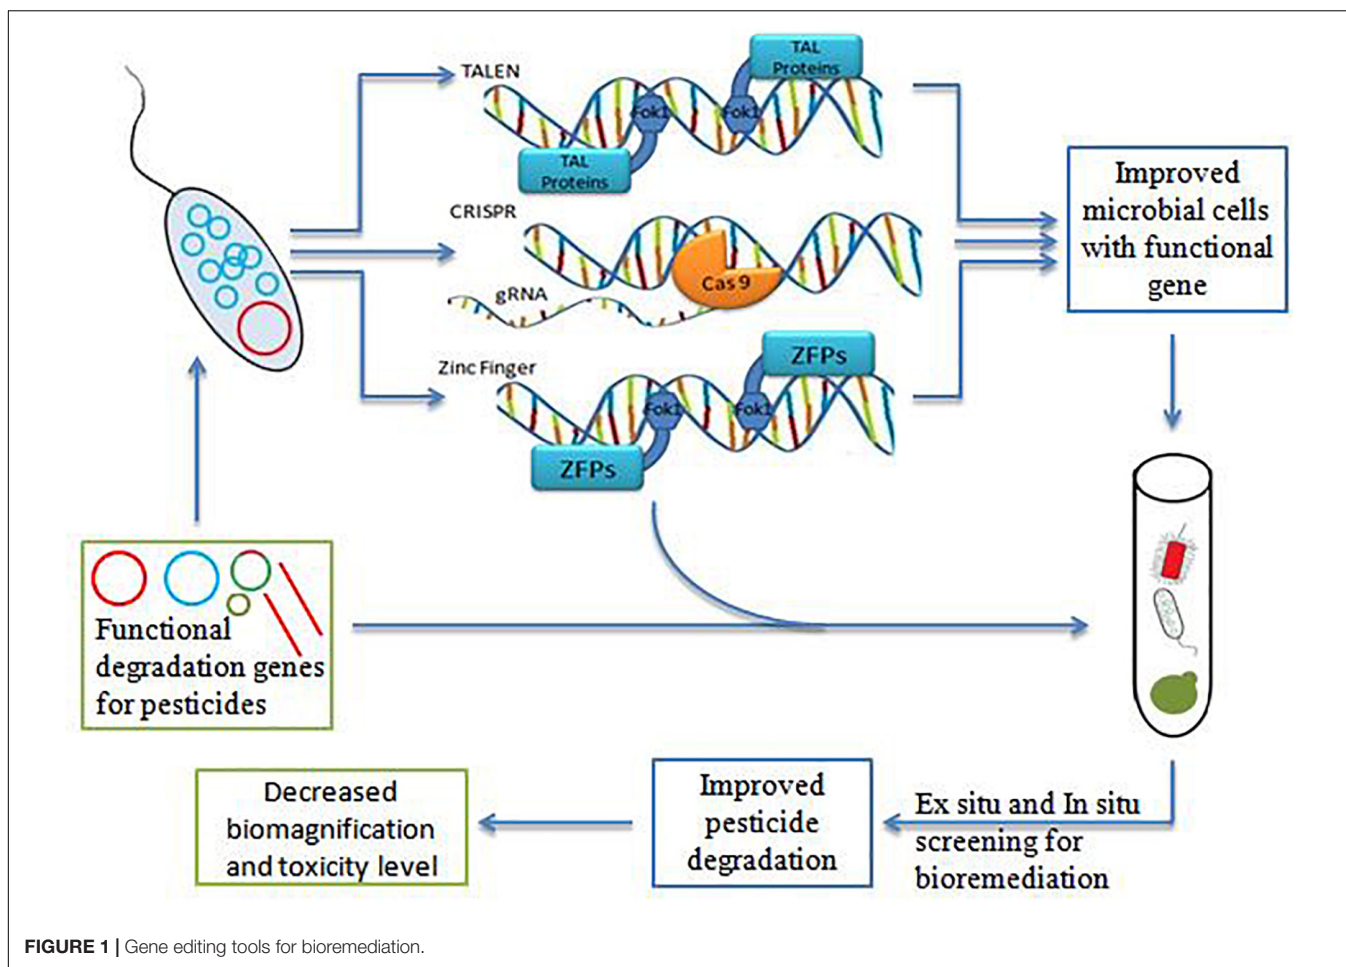 TALEN
TAL
Proteins
Fok1
Fok1
TAL
Proteins
CRISPR
Cas 9
gRNA
Zinc Finger
ZFPs
Fok1
Fok1
ZFPs
Improved
microbial cells
with functional
gene
Functional
degradation genes
for pesticides
Decreased
biomagnification
and toxicity level
Improved
pesticide
degradation
Ex situ and In situ
screening for
bioremediation
FIGURE 1 | Gene editing tools for bioremediation.